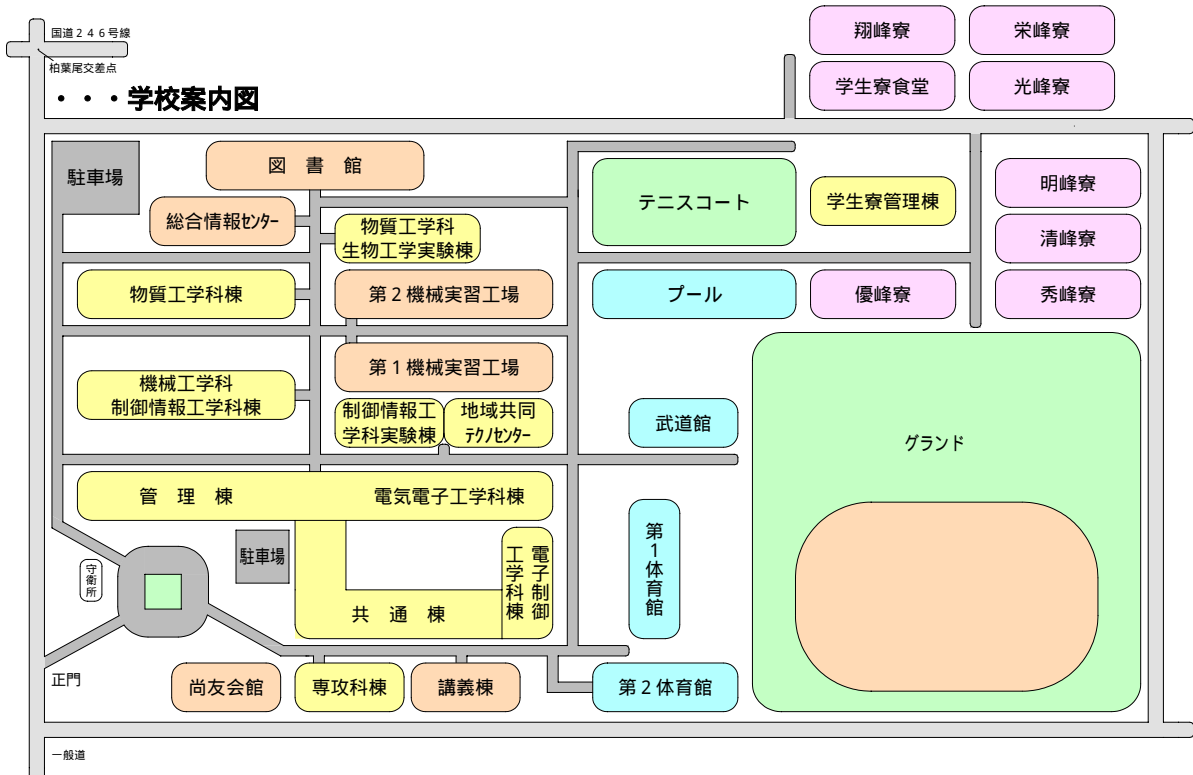 国道２４６号線
柏葉尾交差点
・・・学校案内図
翔峰寮
栄峰寮
学生寮食堂
光峰寮
駐車場
図　書　館
テニスコート
学生寮管理棟
明峰寮
総合情報ｾﾝﾀｰ
物質工学科
生物工学実験棟
清峰寮
物質工学科棟
第２機械実習工場
プール
優峰寮
秀峰寮
第１機械実習工場
機械工学科
制御情報工学科棟
制御情報工
学科実験棟
地域共同
ﾃｸﾉｾﾝﾀｰ
武道館
グランド
管　理　棟
電気電子工学科棟
駐車場
守衛所
電子制御
工学科棟
第１体育館
共　通　棟
正門
尚友会館
専攻科棟
講義棟
第２体育館
一般道